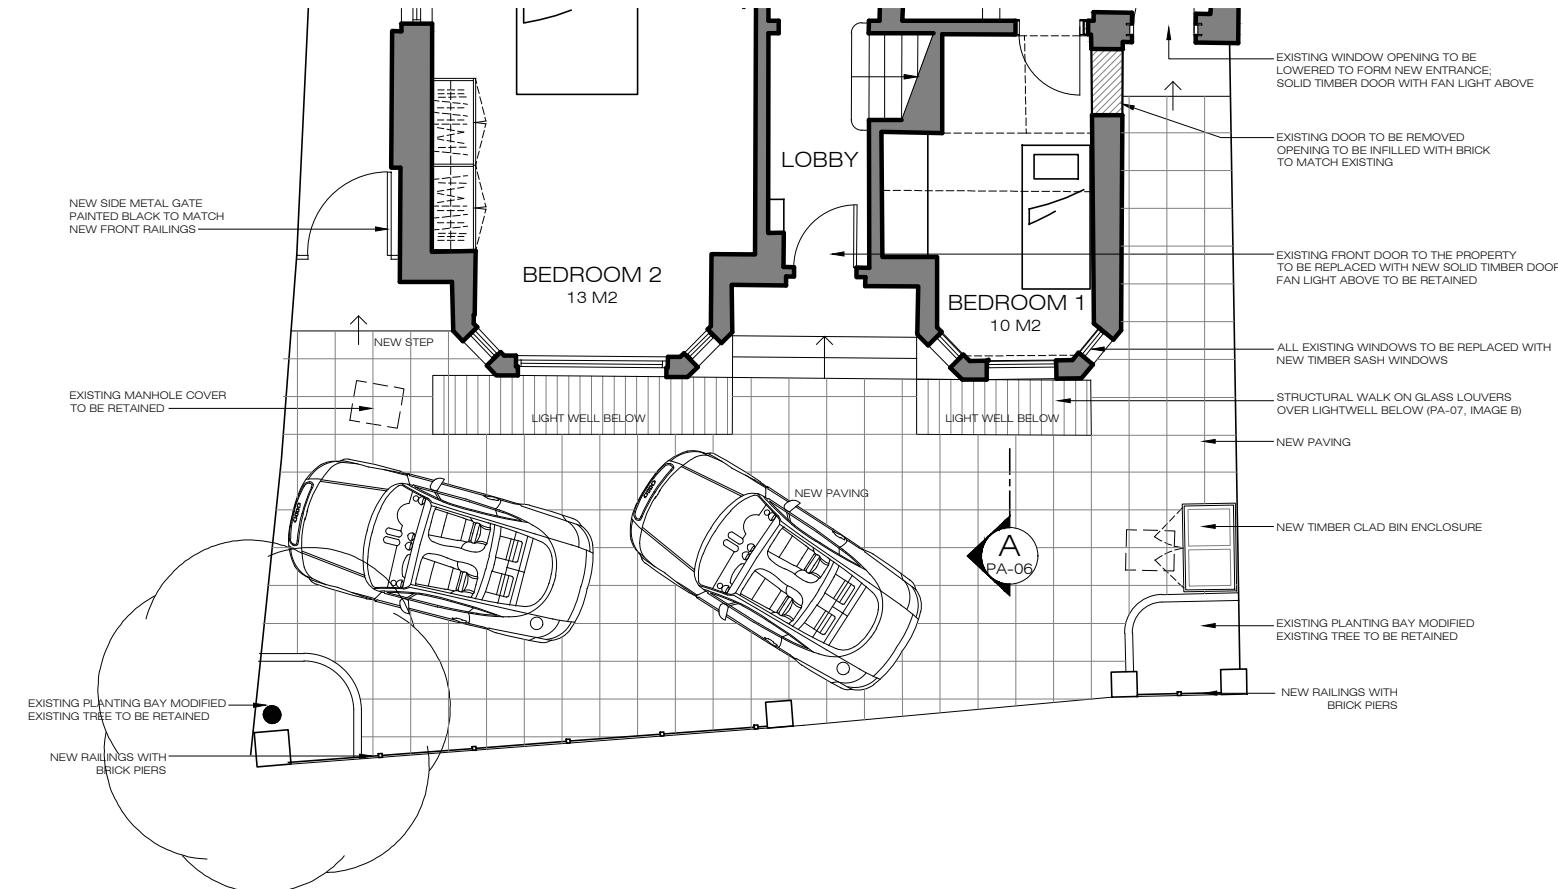 EXISTING WINDOW OPENING TO BE
LOWERED TO FORM NEW ENTRANCE;
SOLID TIMBER DOOR WITH FAN LIGHT ABOVE
EXISTING DOOR TO BE REMOVED
OPENING TO BE INFILLED WITH BRICK
TO MATCH EXISTING
LOBBY
NEW SIDE METAL GATE
PAINTED BLACK TO MATCH
NEW FRONT RAILINGS
EXISTING FRONT DOOR TO THE PROPERTY
TO BE REPLACED WITH NEW SOLID TIMBER DOOR
FAN LIGHT ABOVE TO BE RETAINED
BEDROOM 2
13 M2
BEDROOM 1
10 M2
NEW STEP
ALL EXISTING WINDOWS TO BE REPLACED WITH
NEW TIMBER SASH WINDOWS
EXISTING MANHOLE COVER
TO BE RETAINED
STRUCTURAL WALK ON GLASS LOUVERS
OVER LIGHTWELL BELOW (PA-07, IMAGE B)
LIGHT WELL BELOW
LIGHT WELL BELOW
NEW PAVING
NEW PAVING
NEW TIMBER CLAD BIN ENCLOSURE
A
PA-06
EXISTING PLANTING BAY MODIFIED
EXISTING TREE TO BE RETAINED
NEW RAILINGS WITH
BRICK PIERS
EXISTING PLANTING BAY MODIFIED
EXISTING TREE TO BE RETAINED
NEW RAILINGS WITH
BRICK PIERS